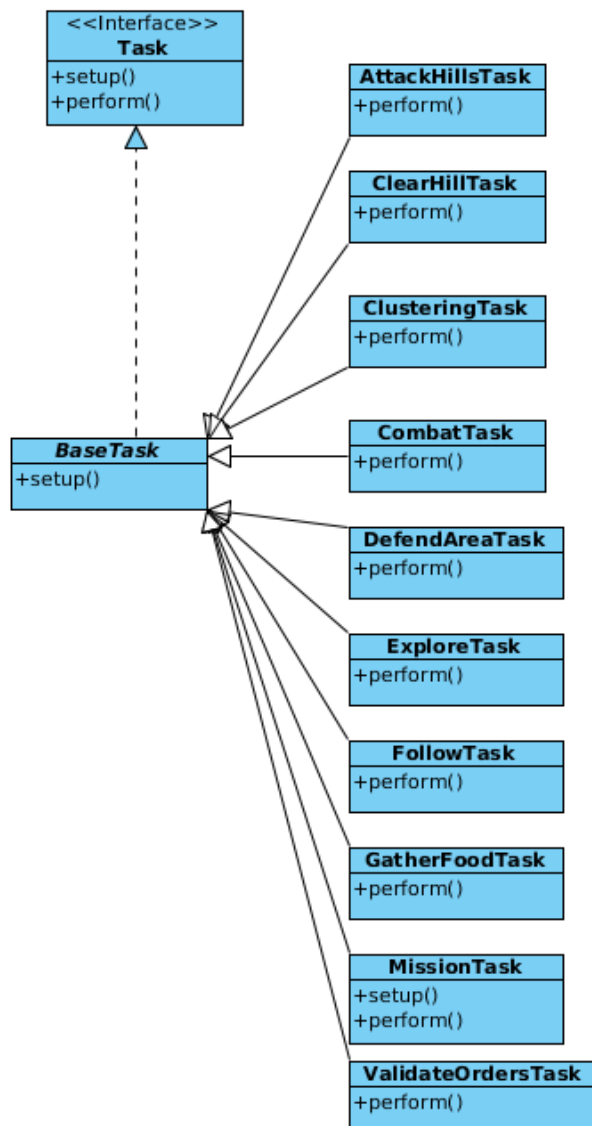 <<Interface>>
Task
+setup()
+perform()
BaseTask
+setup()
AttackHillsTask
+perform()
ClearHillTask
+perform()
ClusteringTask
+perform()
CombatTask
+perform()
DefendAreaTask
+perform()
ExploreTask
+perform()
FollowTask
+perform()
GatherFoodTask
+perform()
MissionTask
+setup()
+perform()
ValidateOrdersTask
+perform()